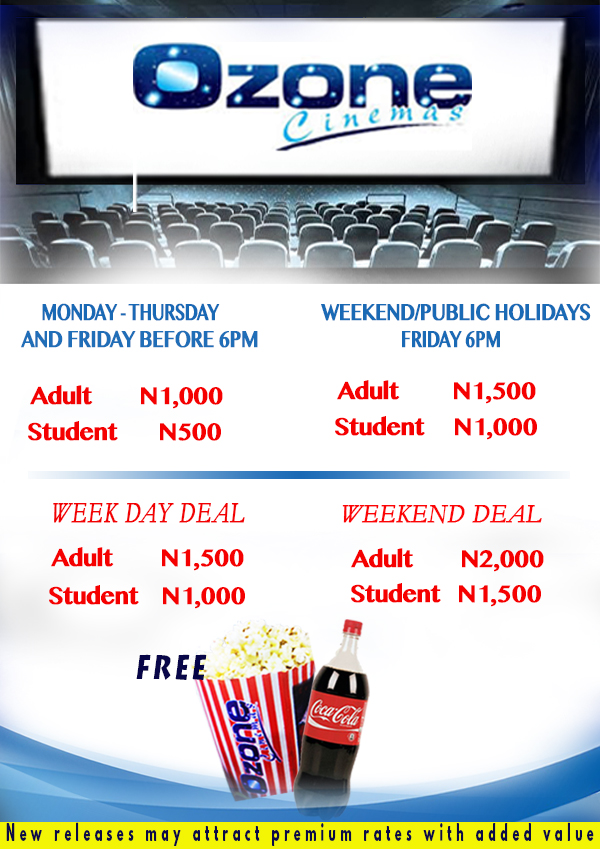 Ozone
Cinemas
MONDAY - THURSDAY
AND FRIDAY BEFORE 6PM
Adult N1,000
Student N500
WEEKEND/PUBLIC HOLIDAYS
FRIDAY 6PM
Adult N1,500
Student N1,000
WEEK DAY DEAL
Adult N1,500
Student N1,000
WEEKEND DEAL
Adult N2,000
Student N1,500
FREE
Ozone
Cinemas
Coca-Cola
New releases may attract premium rates with added value